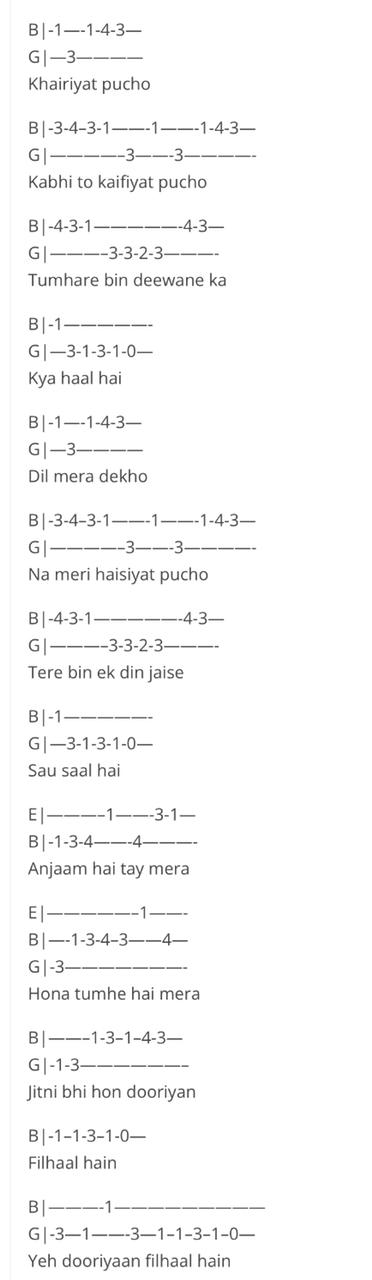 B|-1—-1-4-3—
G|—3————
Khairiyat pucho
B|-3-4–3-1——-1——-1-4-3—
G|—————–3——-3————-
Kabhi to kaifiyat pucho
B|-4-3-1——————-4-3—
G|————–3-3-2-3———-
Tumhare bin deewane ka
B|-1—————-
G|—3-1-3-1-0—
Kya haal hai
B|-1—-1-4-3—
G|—3————
Dil mera dekho
B|-3-4–3-1——-1——-1-4-3—
G|—————–3——-3————-
Na meri haisiyat pucho
B|-4-3-1——————-4-3—
G|————–3-3-2-3———-
Tere bin ek din jaise
B|-1—————-
G|—3-1-3-1-0—
Sau saal hai
E|————–1——-3-1—
B|-1-3-4——-4————-
Anjaam hai tay mera
E|——————–1——-
B|—-1-3-4–3——4—
G|-3———————-
Hona tumhe hai mera
B|——–1-3–1–4-3—
G|-1-3——————–
Jitni bhi hon dooriyan
B|-1–1-3–1-0—
Filhaal hain
B|———-1—————————
G|-3—1——-3—1–1–3–1–0—
Yeh dooriyaan filhaal hain